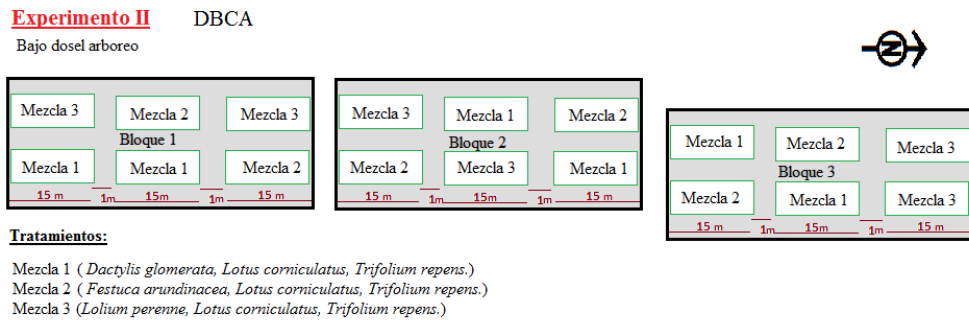 Experimento II DBCA
Bajo dosel arboreo
N
Mezcla 3 Mezcla 2 Mezcla 3
Bloque 1
Mezcla 1 Mezcla 1 Mezcla 2
15 m 1m 15m 1m 15 m
Mezcla 3 Mezcla 1 Mezcla 2
Bloque 2
Mezcla 2 Mezcla 3 Mezcla 1
15 m 1m 15m 1m 15 m
Mezcla 1 Mezcla 2 Mezcla 3
Bloque 3
Mezcla 2 Mezcla 1 Mezcla 3
15 m 1m 15m 1m 15 m
Tratamientos:
Mezcla 1 ( Dactylis glomerata, Lotus corniculatus, Trifolium repens.)
Mezcla 2 ( Festuca arundinacea, Lotus corniculatus, Trifolium repens.)
Mezcla 3 (Lolium perenne, Lotus corniculatus, Trifolium repens.)